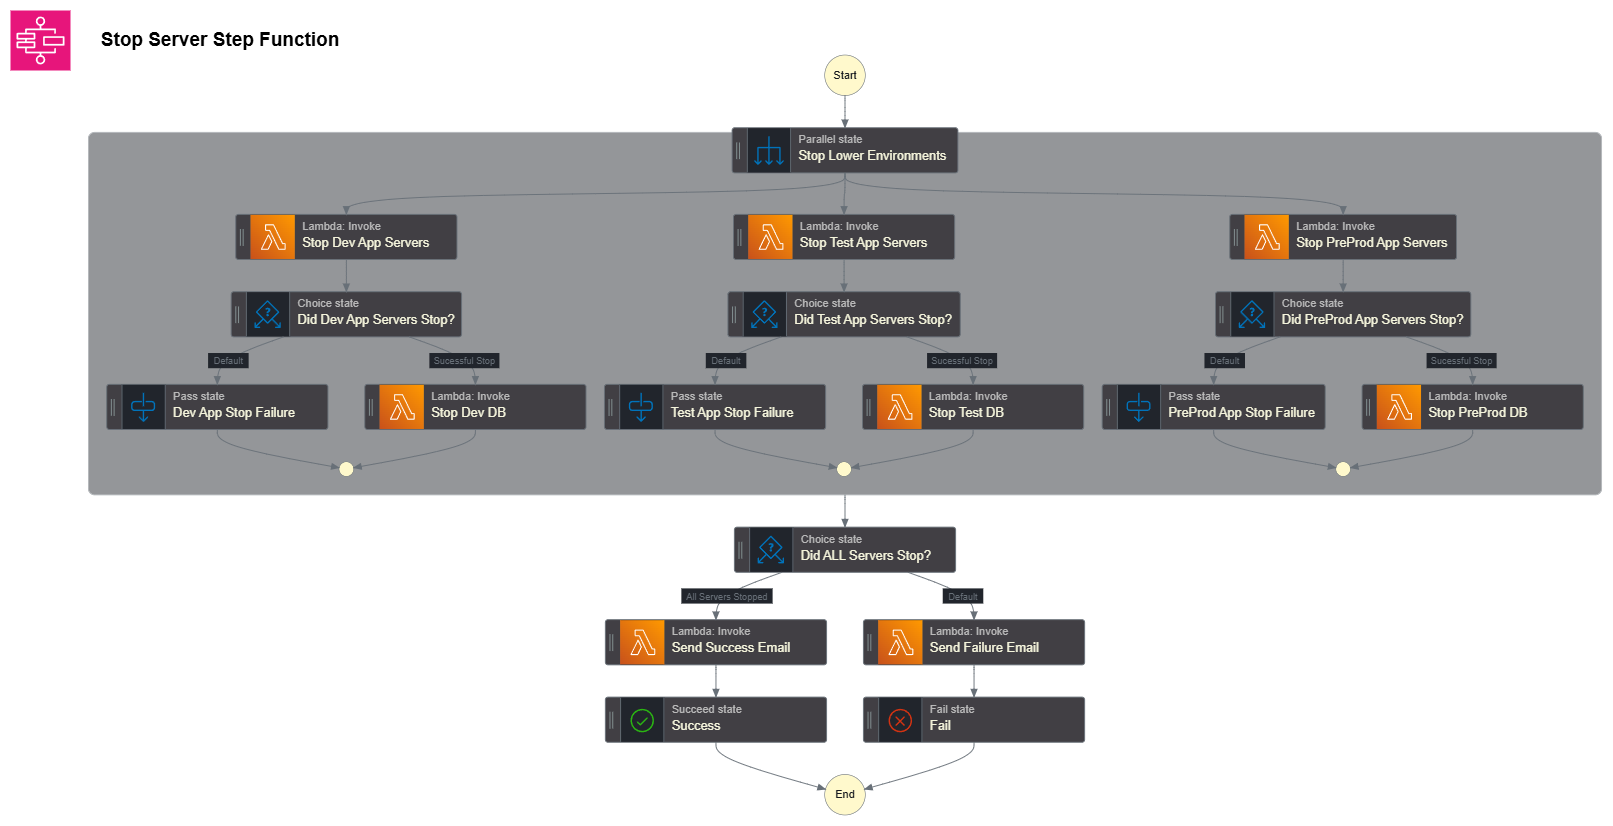 Stop Server Step Function
Start
Parallel state
Stop Lower Environments
Lambda: Invoke
Stop Dev App Servers
Lambda: Invoke
Stop Test App Servers
Lambda: Invoke
Stop PreProd App Servers
Choice state
Did Dev App Servers Stop?
Choice state
Did Test App Servers Stop?
Choice state
Did PreProd App Servers Stop?
Default
Sucessful Stop
Default
Sucessful Stop
Default
Sucessful Stop
Pass state
Dev App Stop Failure
Lambda: Invoke
Stop Dev DB
Pass state
Test App Stop Failure
Lambda: Invoke
Stop Test DB
Pass state
PreProd App Stop Failure
Lambda: Invoke
Stop PreProd DB
Choice state
Did ALL Servers Stop?
All Servers Stopped
Default
Lambda: Invoke
Send Success Email
Lambda: Invoke
Send Failure Email
Succeed state
Success
Fail state
Fail
End